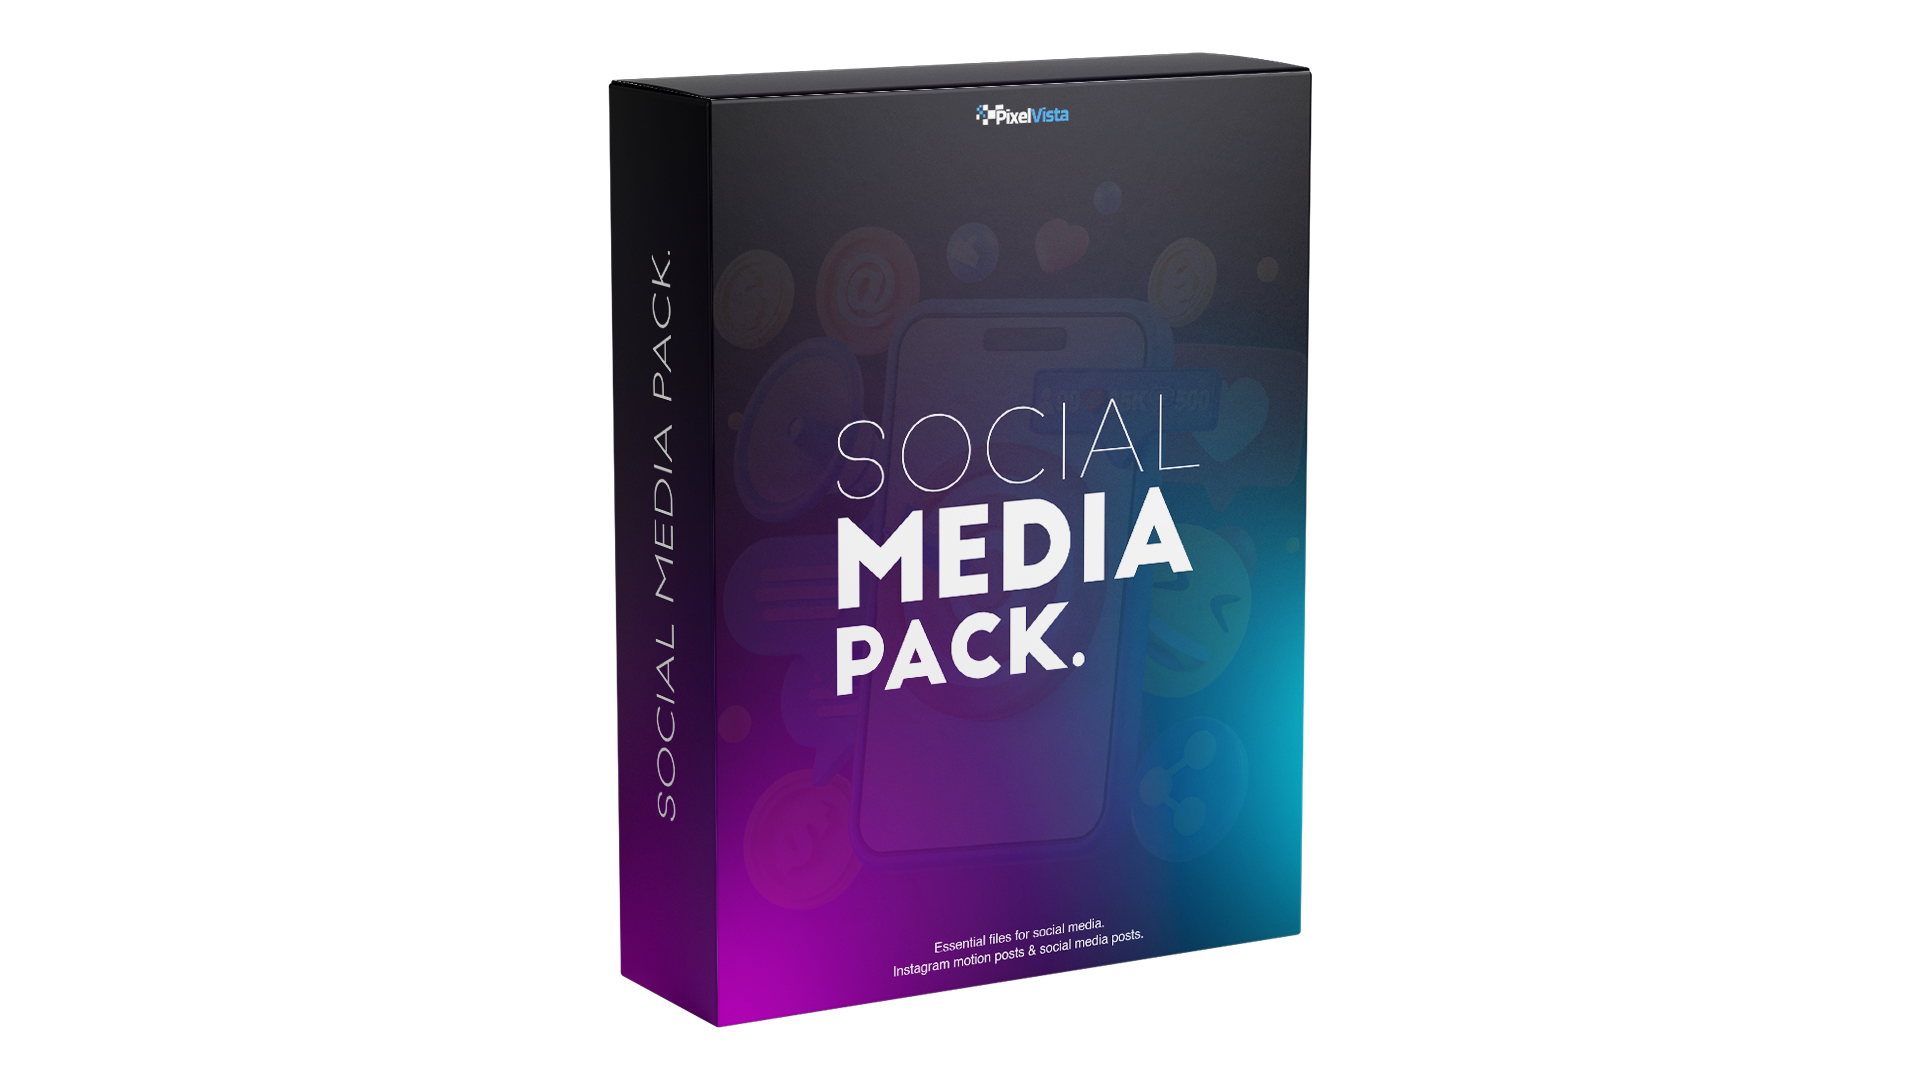 PixelVista
SOCIAL MEDIA PACK.
SOCIAL
MEDIA
PACK.
Essential files for social media.
Instagram motion posts & social media posts.